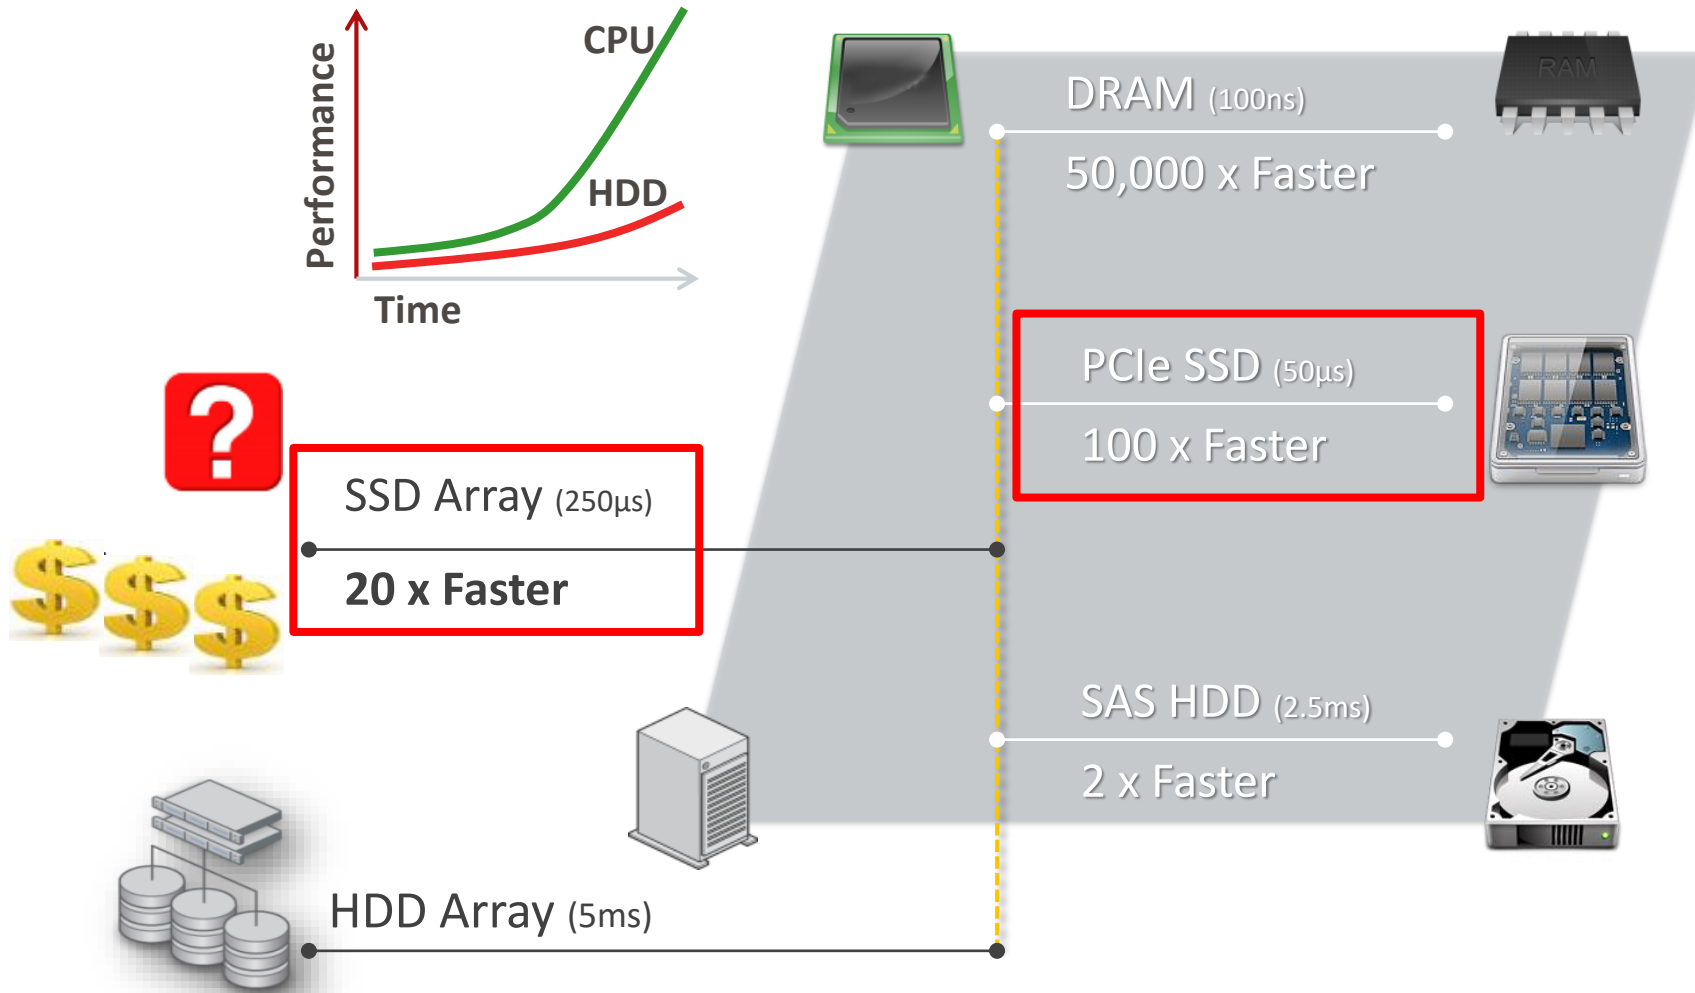 Performance
CPU
HDD
Time
DRAM (100ns)
50,000 x Faster
RAM
PCIe SSD (50µs)
100 x Faster
?
SSD Array (250µs)
20 x Faster
$ $ $
SAS HDD (2.5ms)
2 x Faster
HDD Array (5ms)